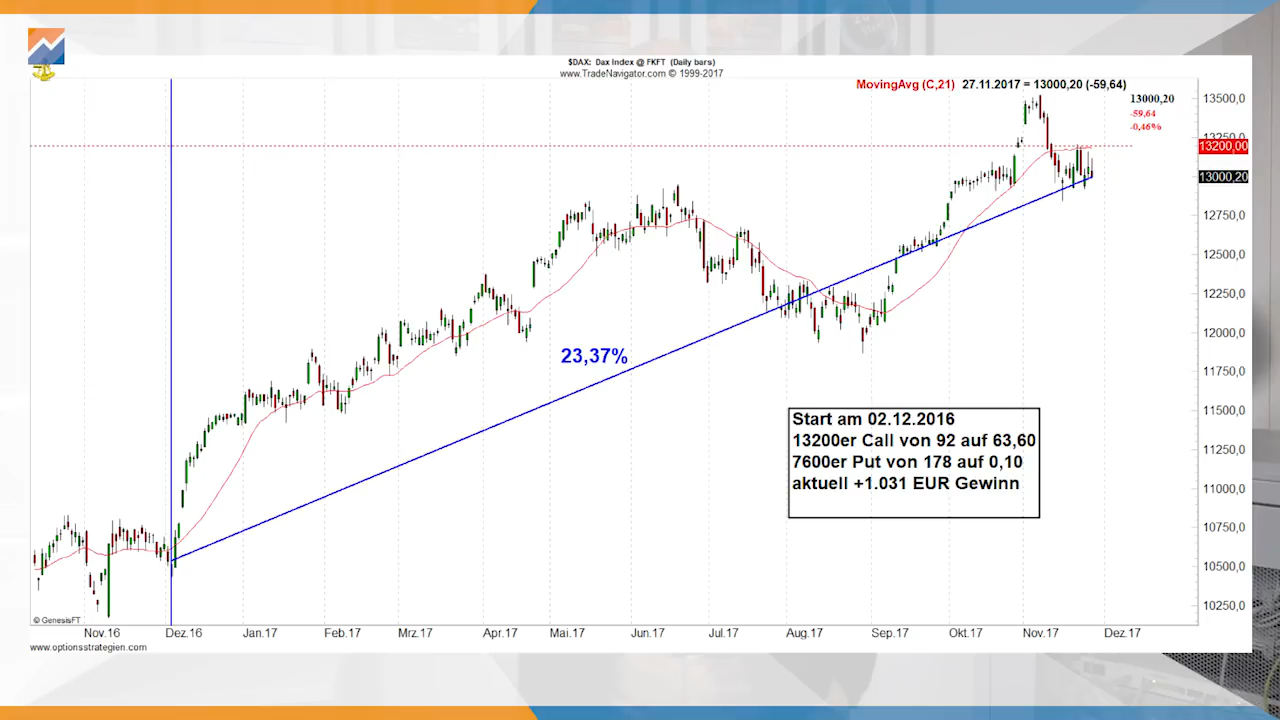 $DAX: Dax Index @ FKFT (Daily bars)
www.TradeNavigator.com © 1999-2017
MovingAvg (C,21) 27.11.2017 = 13000,20 (-59,64)
13000,20
-59,64
-0,46%
13500,0
13250,0
13200,00
13000,20
12750,0
12500,0
12250,0
12000,0
11750,0
11500,0
11250,0
11000,0
10750,0
10500,0
10250,0
23,37%
Start am 02.12.2016
13200er Call von 92 auf 63,60
7600er Put von 178 auf 0,10
aktuell +1.031 EUR Gewinn
© GenesisFT
Nov.16 Dez.16 Jan.17 Feb.17 Mrz.17 Apr.17 Mai.17 Jun.17 Jul.17 Aug.17 Sep.17 Okt.17 Nov.17 Dez.17
www.optionsstrategien.com